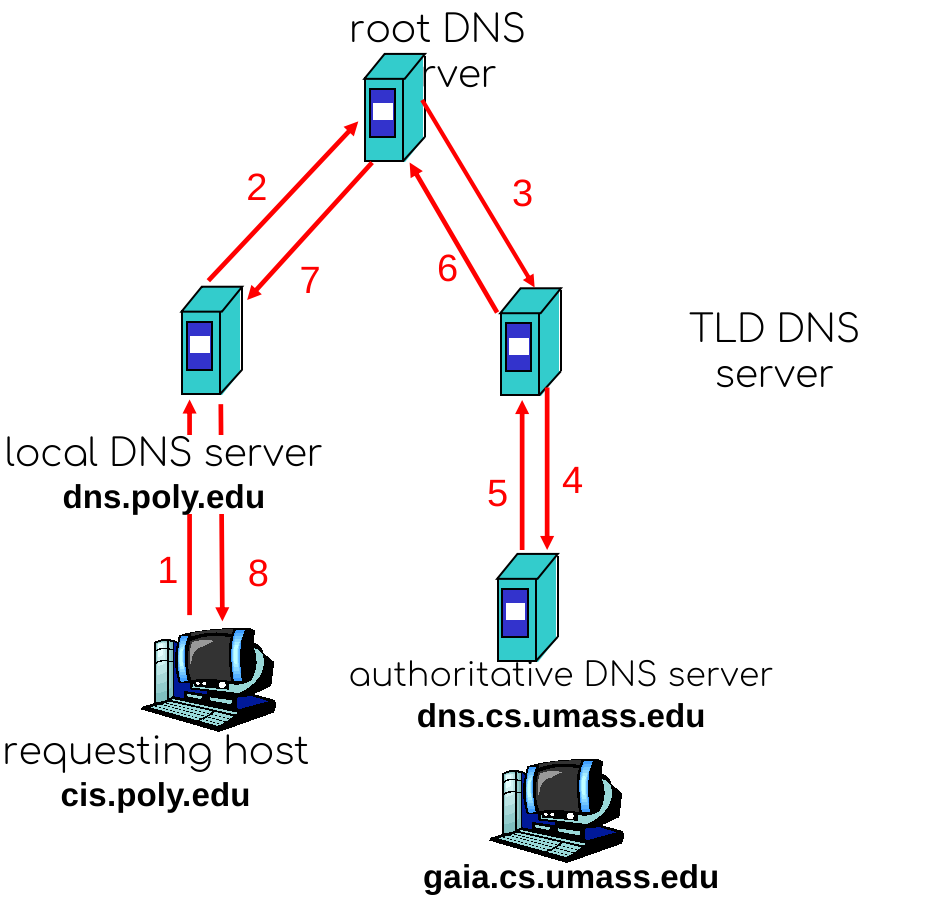 root DNS
rver
2
3
7
6
TLD DNS
server
local DNS server
dns.poly.edu
5
4
1
8
authoritative DNS server
dns.cs.umass.edu
requesting host
cis.poly.edu
gaia.cs.umass.edu